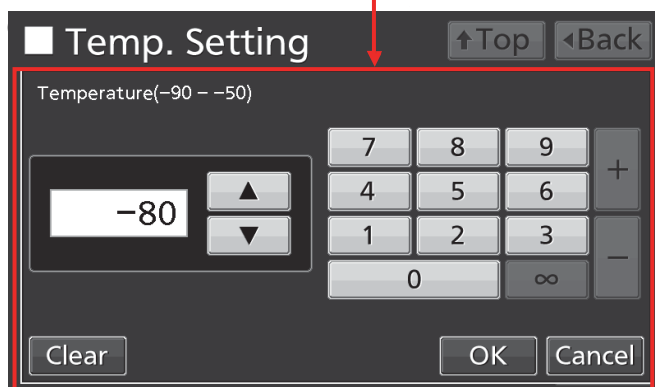 Temp. Setting ↑Top ◂Back
Temperature(−90 – −50)
7 8 9 +
−80 ▲ 4 5 6
▼ 1 2 3 −
0 ∞
Clear OK Cancel